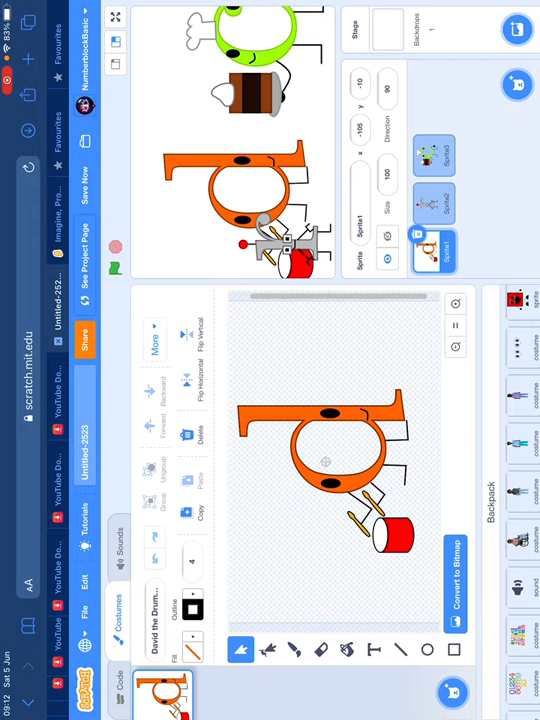 09:12 Sat 5 Jun
83%
AA
scratch.mit.edu
YouTube Do...
YouTube Do...
YouTube Do...
YouTube Do...
Untitled-252...
Imagine, Pro...
Favourites
Favourites
SCRATCH
File
Edit
Tutorials
Untitled-2523
Share
See Project Page
Save Now
NumberblockBasic
Code
Costumes
Sounds
David the Drum...
Group
Ungroup
Forward
Backward
More
Fill
Outline
4
Copy
Paste
Delete
Flip Horizontal
Flip Vertical
T
Convert to Bitmap
=
Sprite
Sprite1
x
-105
y
-10
Size
100
Direction
90
Sprite1
Sprite2
Sprite3
Stage
Backdrops
1
Backpack
costume
costume
sound
costume
costume
costume
costume
costume
sprite